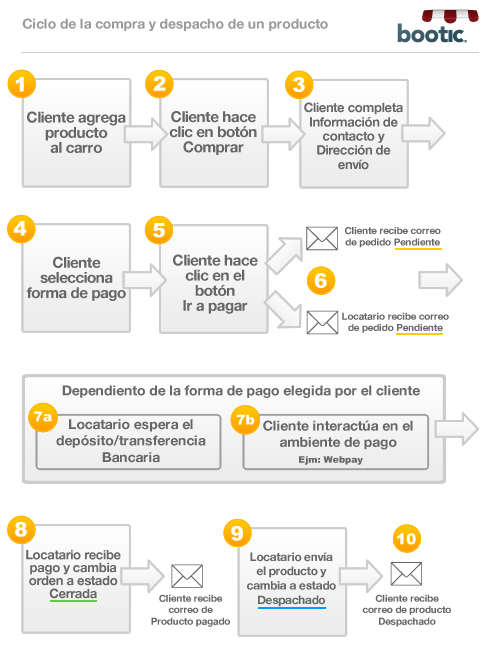 Ciclo de la compra y despacho de un producto
bootic.
1
Cliente agrega
producto
al carro
2
Cliente hace
clic en botón
Comprar
3
Cliente completa
Información de
contacto y
Dirección de
envío
4
Cliente
selecciona
forma de pago
5
Cliente hace
clic en el
botón
Ir a pagar
Cliente recibe correo
de pedido Pendiente
6
Locatario recibe correo
de pedido Pendiente
Dependiento de la forma de pago elegida por el cliente
7a
Locatario espera el
depósito/transferencia
Bancaria
7b
Cliente interactúa en el
ambiente de pago
Ejm: Webpay
8
Locatario recibe
pago y cambia
orden a estado
Cerrada
Cliente recibe
correo de
Producto pagado
9
Locatario envía
el producto y
cambia a estado
Despachado
10
Cliente recibe
correo de producto
Despachado